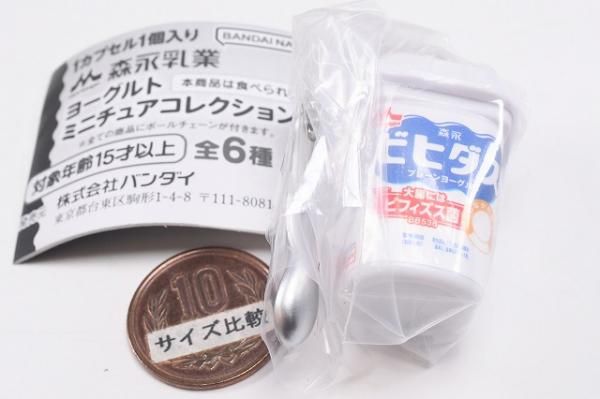 1カプセル1個入り
BANDAI NA
森永乳業
ヨーグルト
本商品は食べられ
ミニチュアコレクション
※全ての商品にボールチェーンが付きます。
対象年齢15才以上
全6種
発売元
株式会社バンダイ
東京都台東区駒形1-4-8 〒111-8081
10
サイズ比較
森永
ビヒダス
プレーンヨーグルト
大腸には
ビフィズス菌
BB536